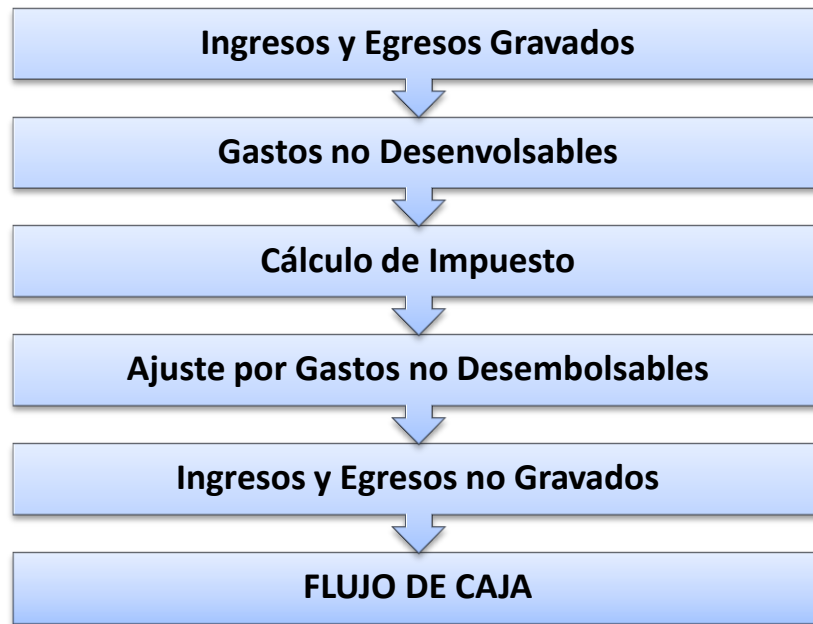 Ingresos y Egresos Gravados
Gastos no Desenvolsables
Cálculo de Impuesto
Ajuste por Gastos no Desembolsables
Ingresos y Egresos no Gravados
FLUJO DE CAJA